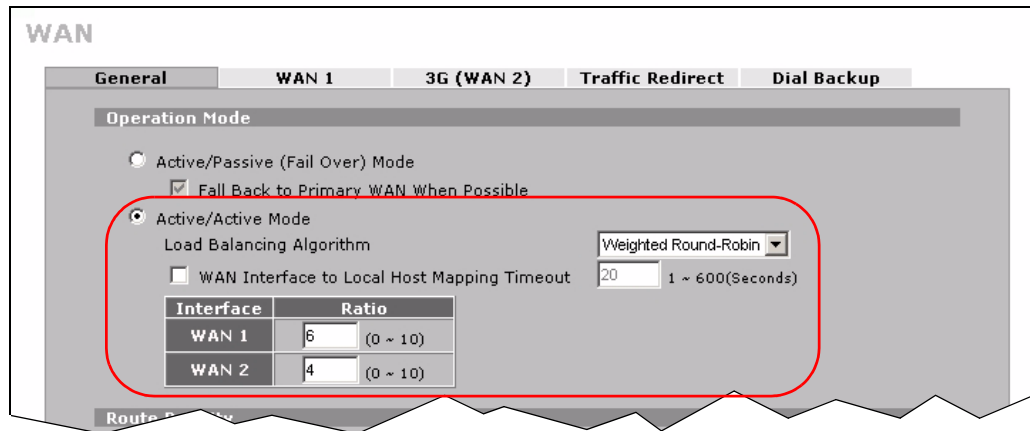 WAN
General WAN 1 3G (WAN 2) Traffic Redirect Dial Backup
Operation Mode
Active/Passive (Fail Over) Mode
Fall Back to Primary WAN When Possible
Active/Active Mode
Load Balancing Algorithm Weighted Round-Robin
WAN Interface to Local Host Mapping Timeout 20 1 ~ 600(Seconds)
Interface Ratio
WAN 1 6 (0 ~ 10)
WAN 2 4 (0 ~ 10)
Route